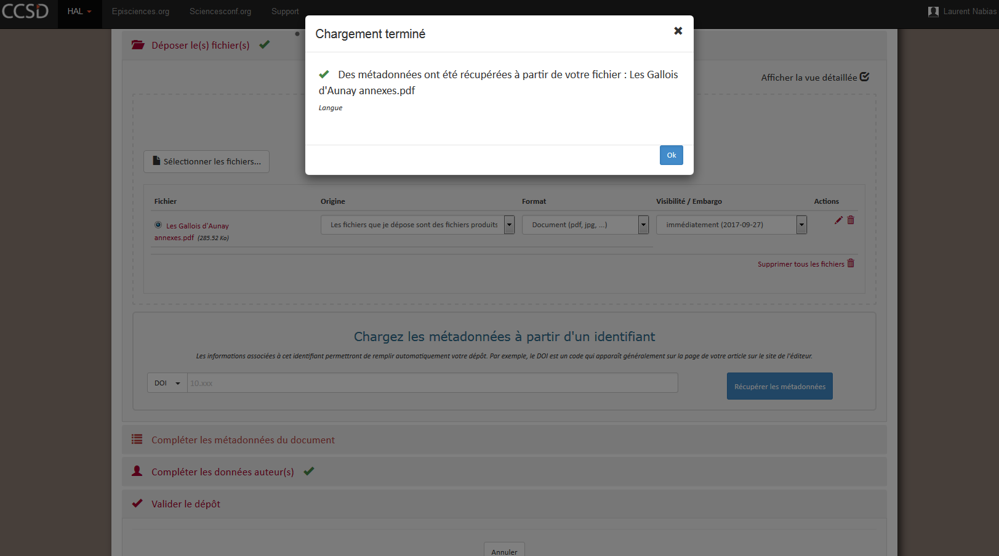 CCSD
HAL
Episciences.org
Sciencesconf.org
Support
Laurent Nabias
Chargement terminé
Des métadonnées ont été récupérées à partir de votre fichier : Les Gallois
d'Aunay annexes.pdf
Langue
Ok
Déposer le(s) fichier(s)
Afficher la vue détaillée
Sélectionner les fichiers...
Fichier Origine Format Visibilité / Embargo Actions
Les Gallois d'Aunay
annexes.pdf (285.52 Ko)
Les fichiers que je dépose sont des fichiers produits
Document (pdf, jpg, ...)
immédiatement (2017-09-27)
Supprimer tous les fichiers
Chargez les métadonnées à partir d'un identifiant
Les informations associées à cet identifiant permettront de remplir automatiquement votre dépôt. Par exemple, le DOI est un code qui apparaît généralement sur la page de votre article sur le site de l'éditeur.
DOI
10.xxx
Récupérer les métadonnées
Compléter les métadonnées du document
Compléter les données auteur(s)
Valider le dépôt
Annuler